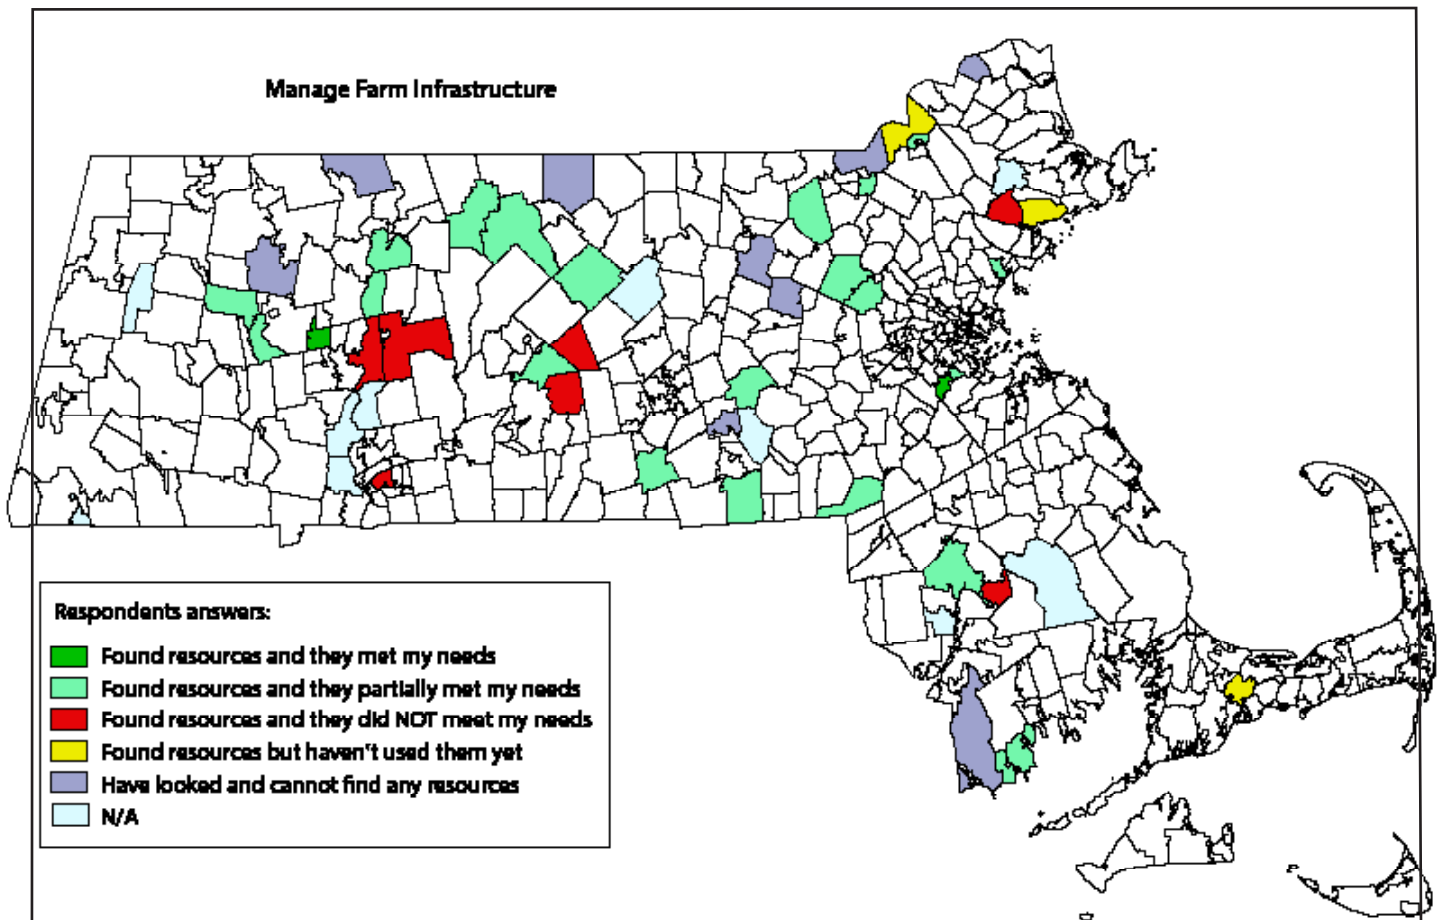 Manage Farm Infrastructure
Respondents answers:
Found resources and they met my needs
Found resources and they partially met my needs
Found resources and they did NOT meet my needs
Found resources but haven't used them yet
Have looked and cannot find any resources
N/A